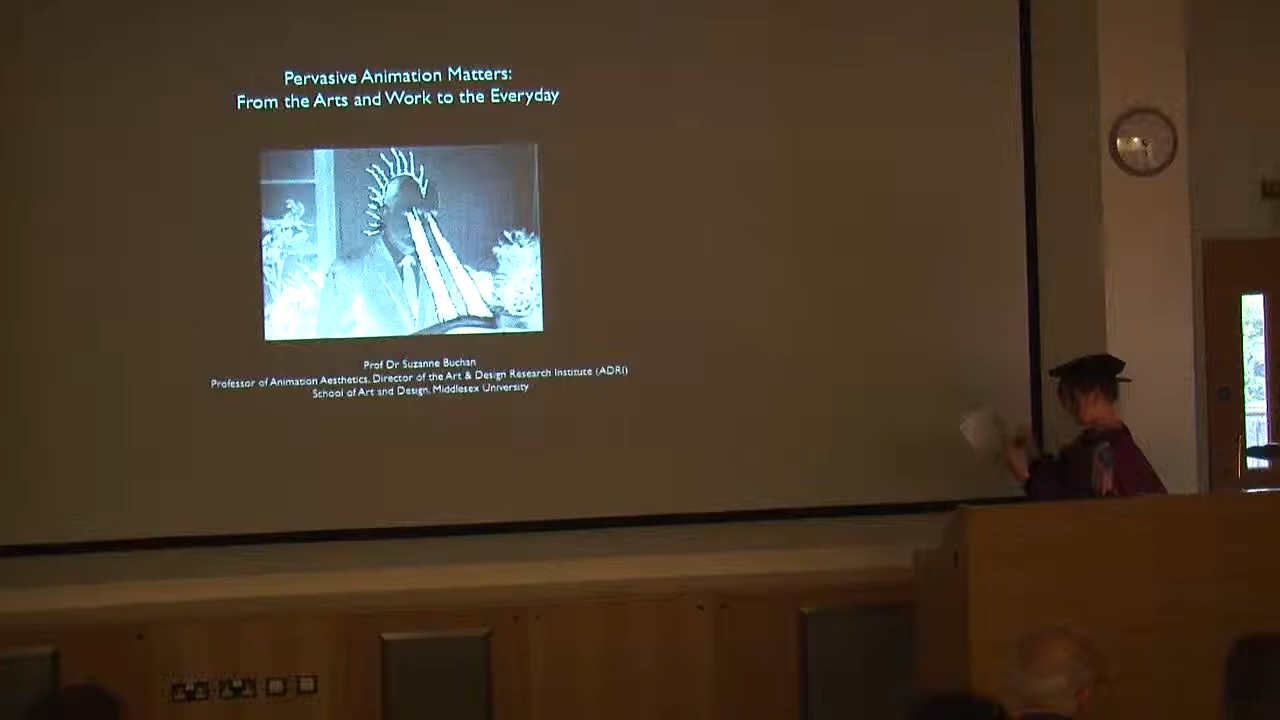 Pervasive Animation Matters:
From the Arts and Work to the Everyday
Prof Dr Suzanne Buchan
Professor of Animation Aesthetics, Director of the Art & Design Research Institute (ADRI)
School of Art and Design, Middlesex University